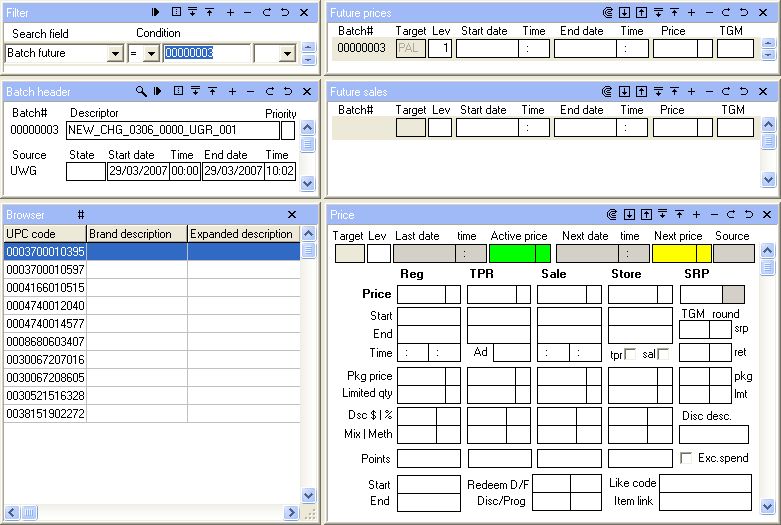 Filter
Search field Condition
Batch future = 00000003
Future prices
Batch# Target Lev Start date Time End date Time Price TGM
00000003 PAL 1 : :
Batch header
Batch# Descriptor Priority
00000003 NEW_CHG_0306_0000_UGR_001
Source State Start date Time End date Time
UWG 29/03/2007 00:00 29/03/2007 10:02
Future sales
Batch# Target Lev Start date Time End date Time Price TGM
: :
Browser #
UPC code Brand description Expanded description
0003700010395
0003700010597
0004166010515
0004740012040
0004740014577
0008680603407
0030067207016
0030067208605
0030521516328
0038151902272
Price
Target Lev Last date time Active price Next date time Next price Source
: :
Reg TPR Sale Store SRP
Price
Start TGM round
End srp
Time : : Ad : : tpr sal ret
Pkg price pkg
Limited qty lmt
Dsc $ | % Disc desc.
Mix | Meth
Points Exc.spend
Start Redeem D/F Like code
End Disc/Prog Item link